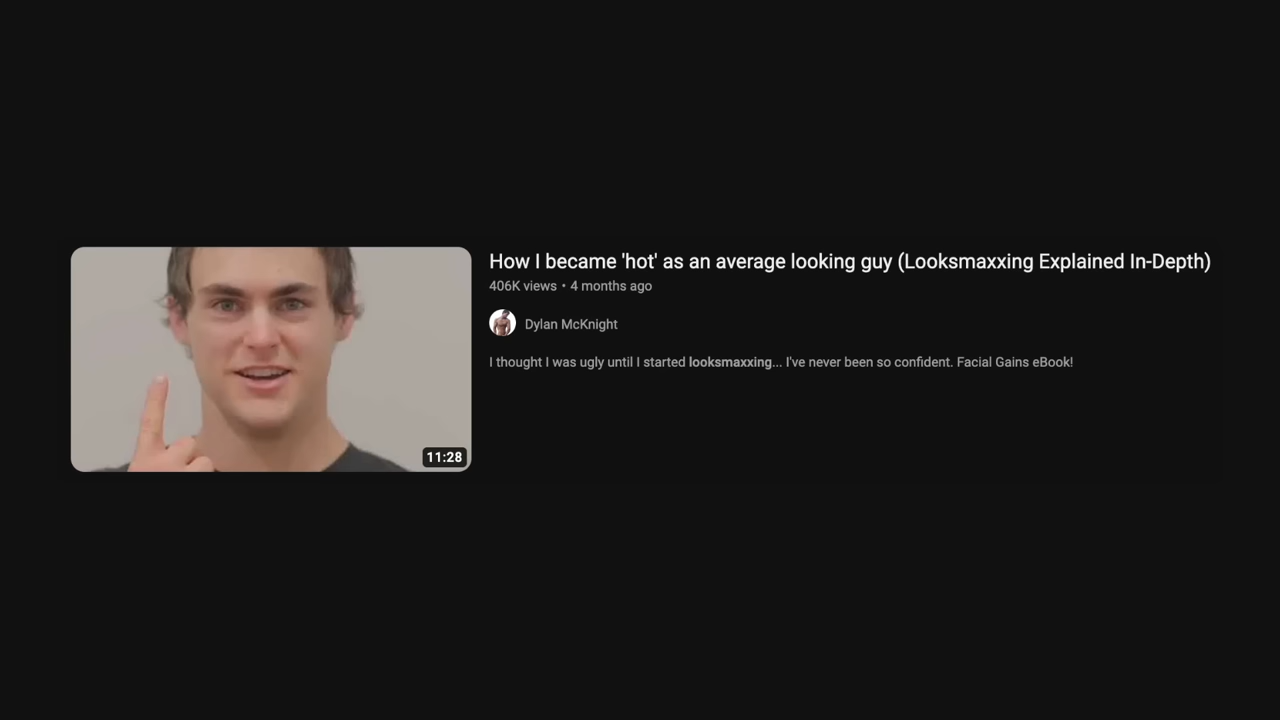 How I became 'hot' as an average looking guy (Looksmaxxing Explained In-Depth)
406K views • 4 months ago
Dylan McKnight
I thought I was ugly until I started looksmaxxing... I've never been so confident. Facial Gains eBook!
11:28